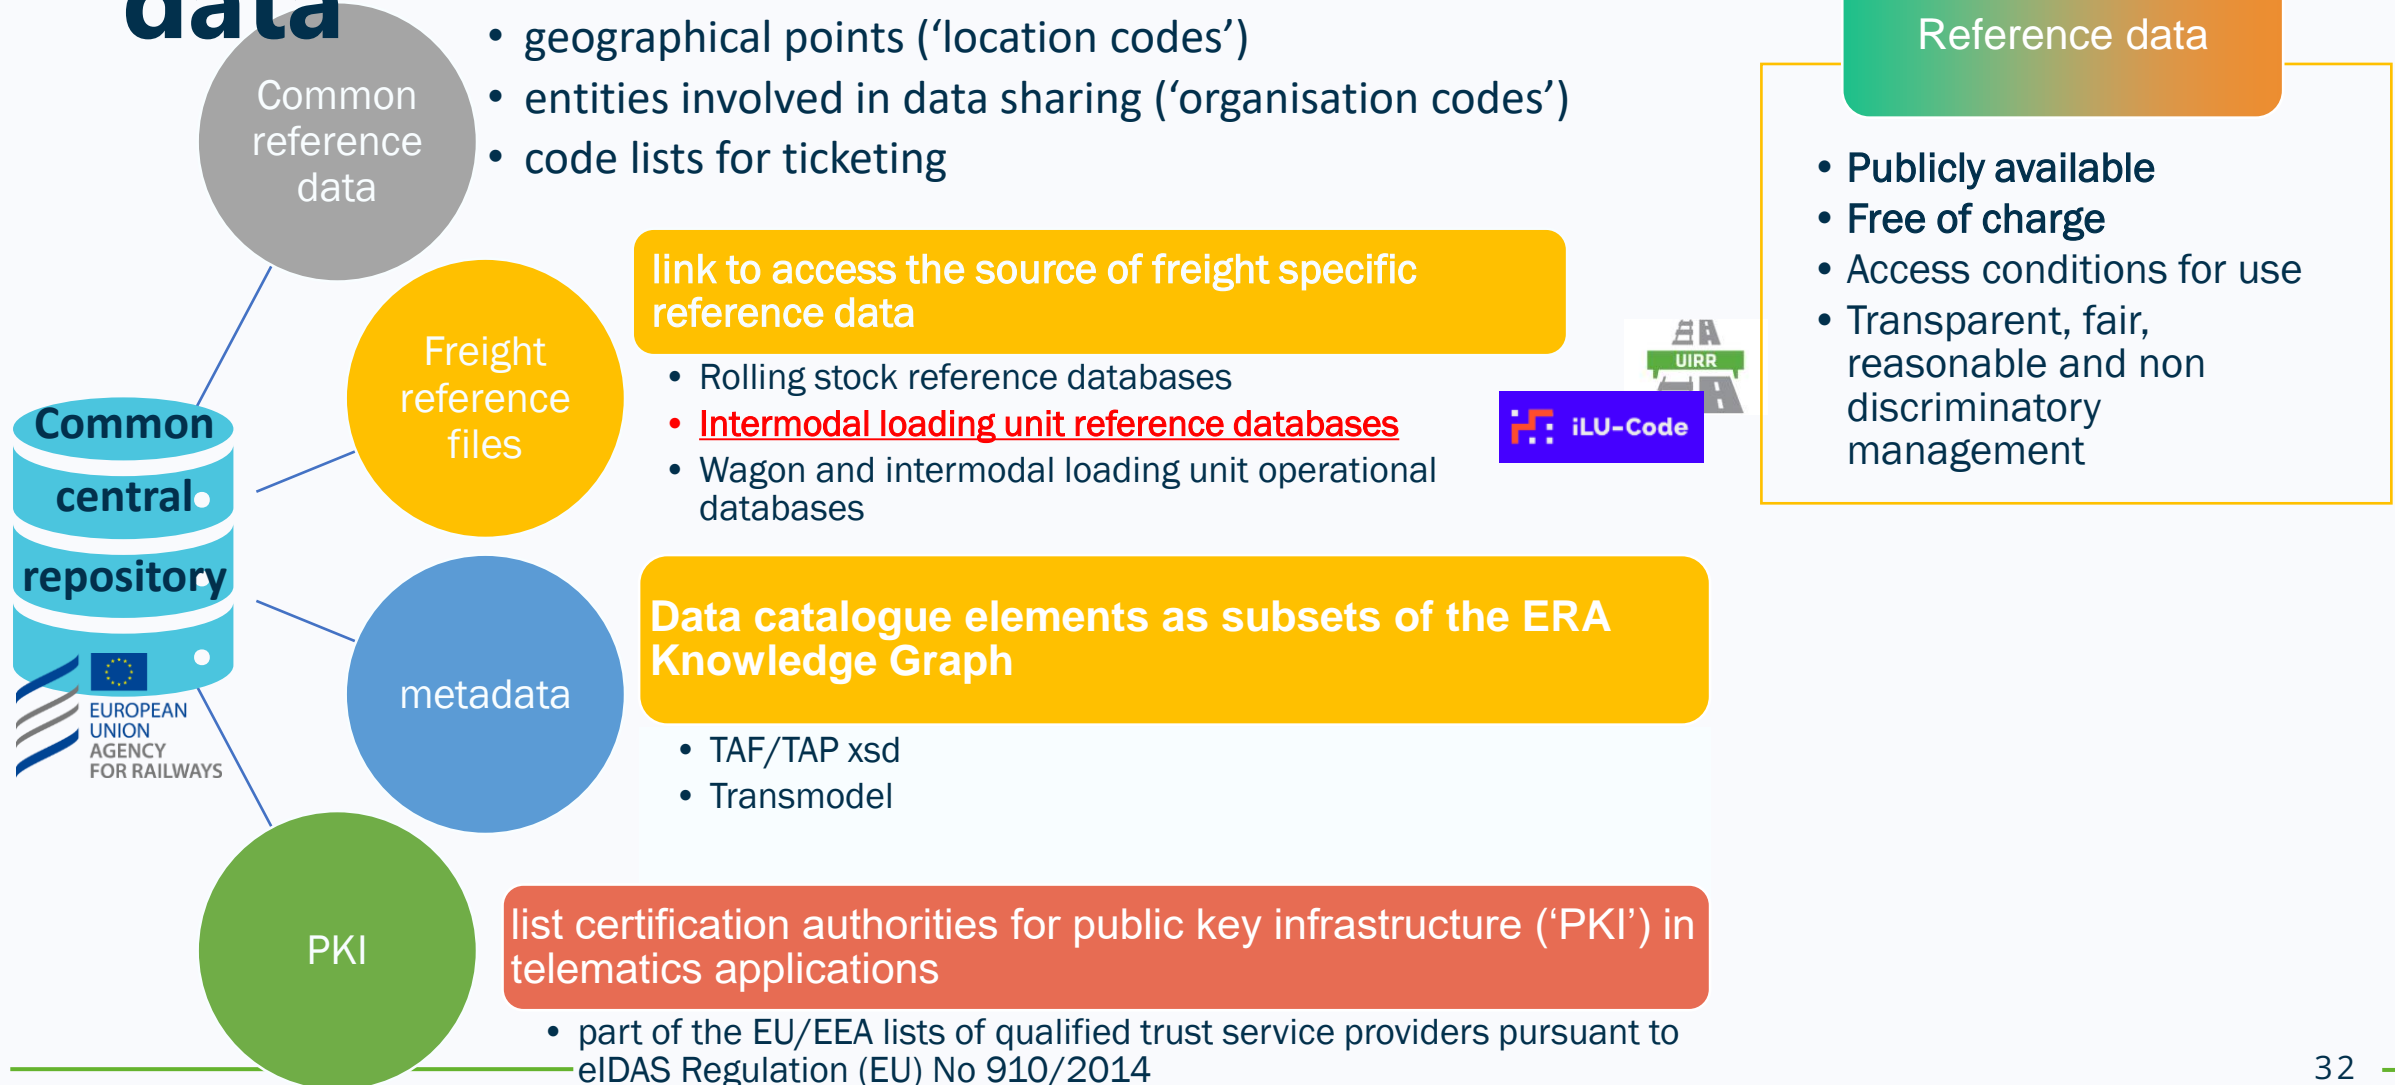 data
Common
reference
data
• geographical points (‘location codes’)
• entities involved in data sharing (‘organisation codes’)
• code lists for ticketing
Reference data
• Publicly available
• Free of charge
• Access conditions for use
• Transparent, fair,
reasonable and non
discriminatory
management
Freight
reference
files
link to access the source of freight specific
reference data
• Rolling stock reference databases
• Intermodal loading unit reference databases
• Wagon and intermodal loading unit operational
databases
UIRR
iLU-Code
Common
central
repository
EUROPEAN
UNION
AGENCY
FOR RAILWAYS
metadata
Data catalogue elements as subsets of the ERA
Knowledge Graph
• TAF/TAP xsd
• Transmodel
PKI
list certification authorities for public key infrastructure (‘PKI’) in
telematics applications
• part of the EU/EEA lists of qualified trust service providers pursuant to
eIDAS Regulation (EU) No 910/2014
32